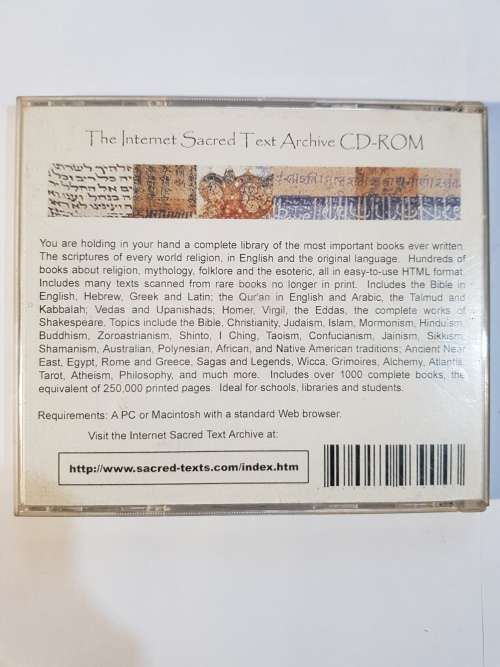 The Internet Sacred Text Archive CD-ROM
You are holding in your hand a complete library of the most important books ever written.
The scriptures of every world religion, in English and the original language. Hundreds of
books about religion, mythology, folklore and the esoteric, all in easy-to-use HTML format.
Includes many texts scanned from rare books no longer in print. Includes the Bible in
English, Hebrew, Greek and Latin; the Qur'an in English and Arabic, the Talmud and
Kabbalah; Vedas and Upanishads; Homer, Virgil, the Eddas, the complete works of
Shakespeare. Topics include the Bible, Christianity, Judaism, Islam, Mormonism, Hinduism,
Buddhism, Zoroastrianism, Shinto, I Ching, Taoism, Confucianism, Jainism, Sikkism,
Shamanism, Australian, Polynesian, African, and Native American traditions; Ancient Near
East, Egypt, Rome and Greece, Sagas and Legends, Wicca, Grimoires, Alchemy, Atlantis,
Tarot, Atheism, Philosophy, and much more. Includes over 1000 complete books, the
equivalent of 250,000 printed pages. Ideal for schools, libraries and students.
Requirements: A PC or Macintosh with a standard Web browser.
Visit the Internet Sacred Text Archive at:
http://www.sacred-texts.com/index.htm